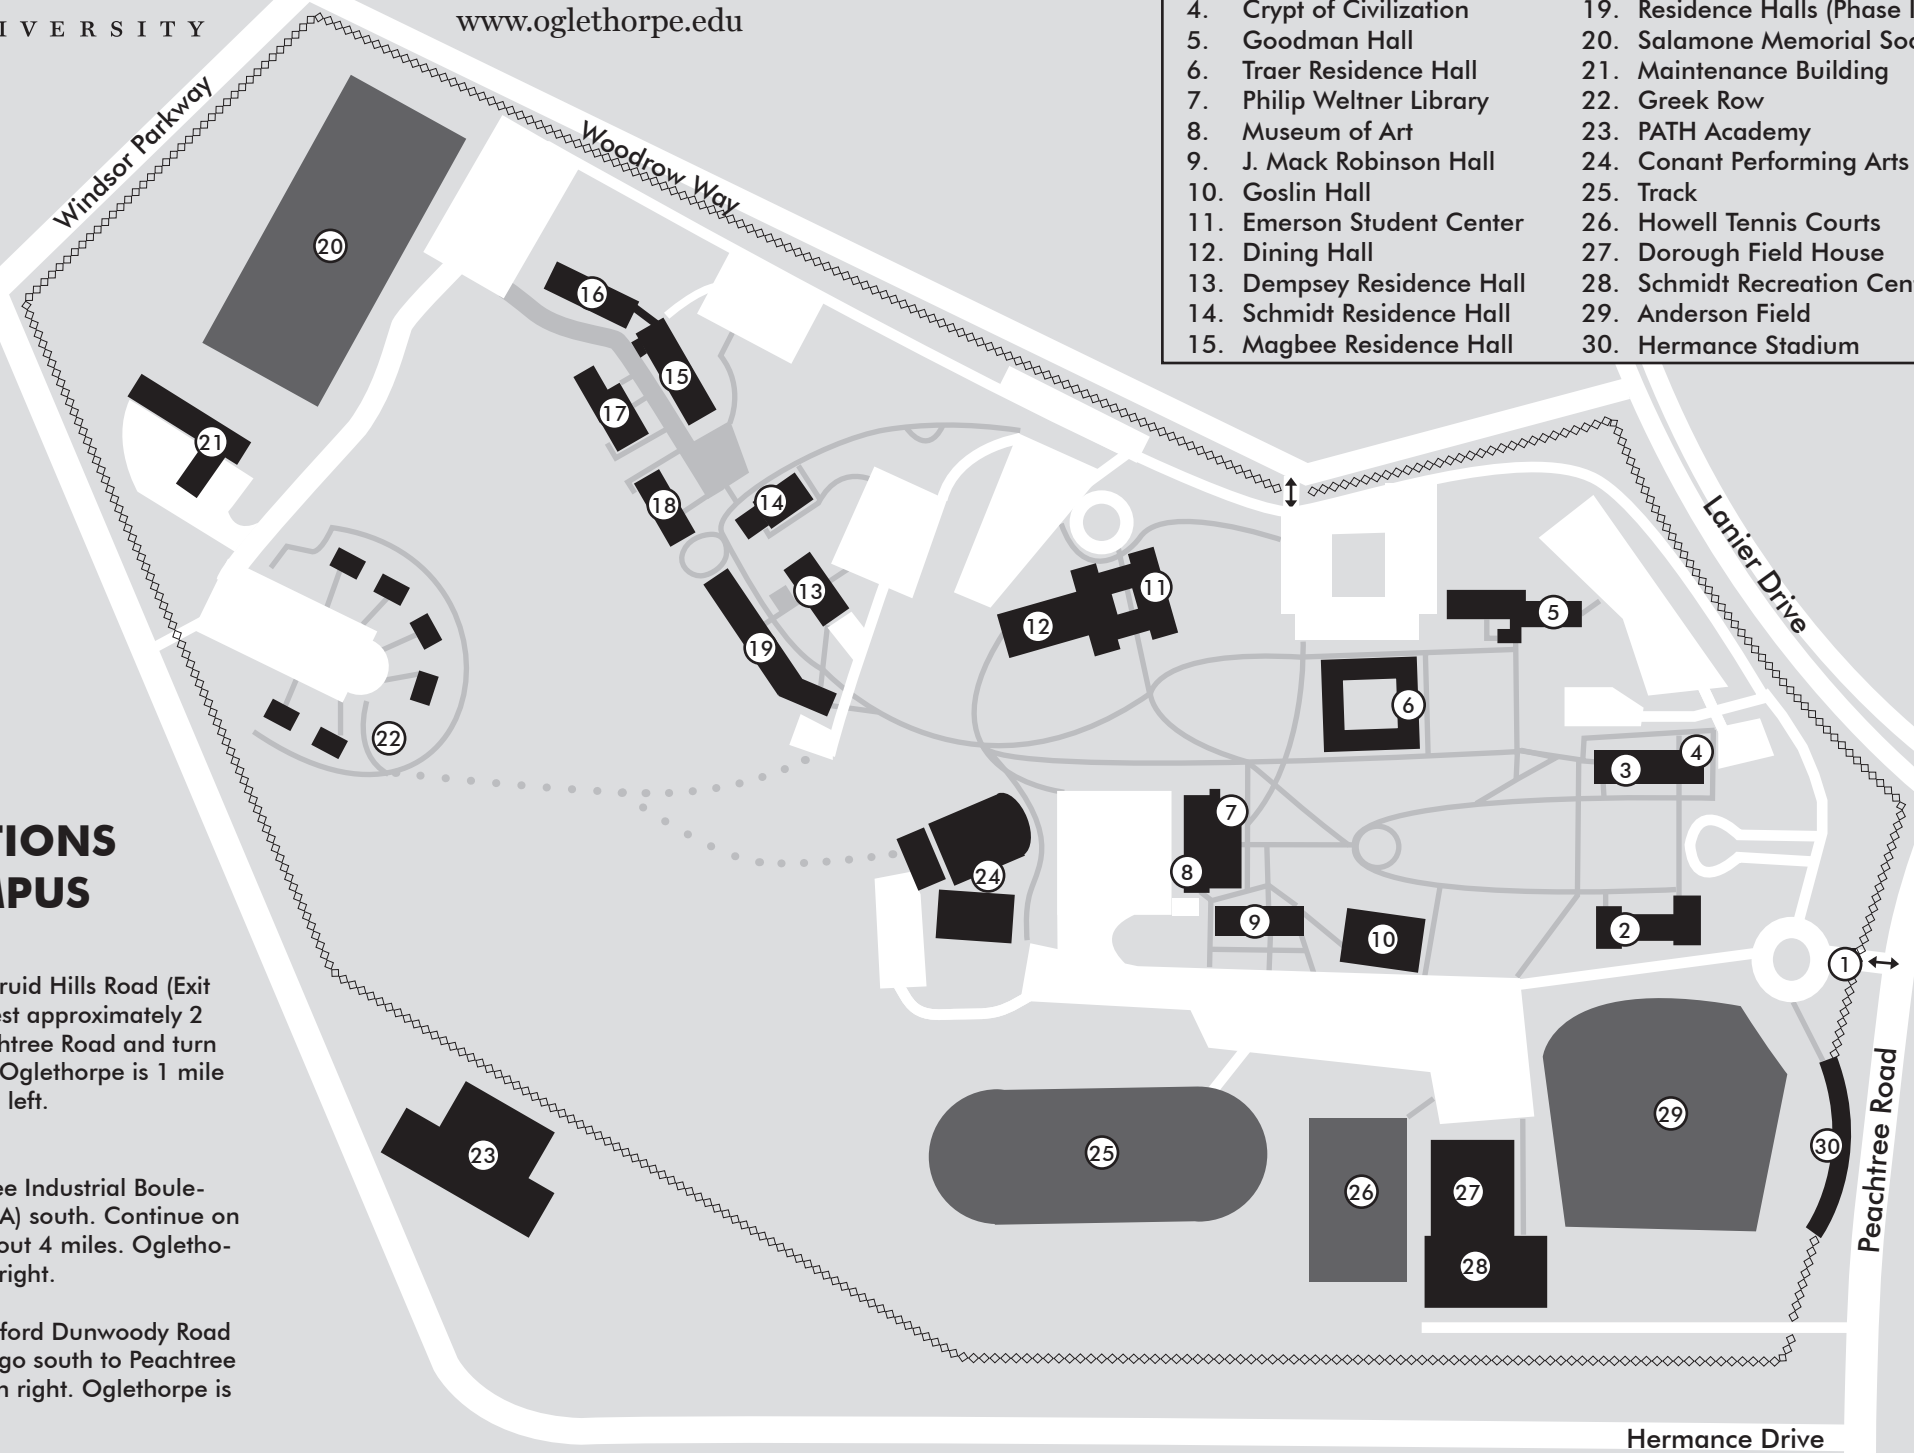 IVERSITY
www.oglethorpe.edu
4. Crypt of Civilization
5. Goodman Hall
6. Traer Residence Hall
7. Philip Weltner Library
8. Museum of Art
9. J. Mack Robinson Hall
10. Goslin Hall
11. Emerson Student Center
12. Dining Hall
13. Dempsey Residence Hall
14. Schmidt Residence Hall
15. Magbee Residence Hall
19. Residence Halls (Phase I
20. Salamone Memorial Soc
21. Maintenance Building
22. Greek Row
23. PATH Academy
24. Conant Performing Arts
25. Track
26. Howell Tennis Courts
27. Dorough Field House
28. Schmidt Recreation Cen
29. Anderson Field
30. Hermance Stadium
Windsor Parkway
Woodrow Way
Lanier Drive
Peachtree Road
Hermance Drive
20
16
15
17
21
18
14
13
19
22
11
12
5
6
3
4
7
8
24
9
10
2
1
23
25
26
27
28
29
30
TIONS
MPUS
ruid Hills Road (Exit
est approximately 2
htree Road and turn
Oglethorpe is 1 mile
left.
ee Industrial Boule-
A) south. Continue on
out 4 miles. Ogletho-
right.
ford Dunwoody Road
go south to Peachtree
n right. Oglethorpe is